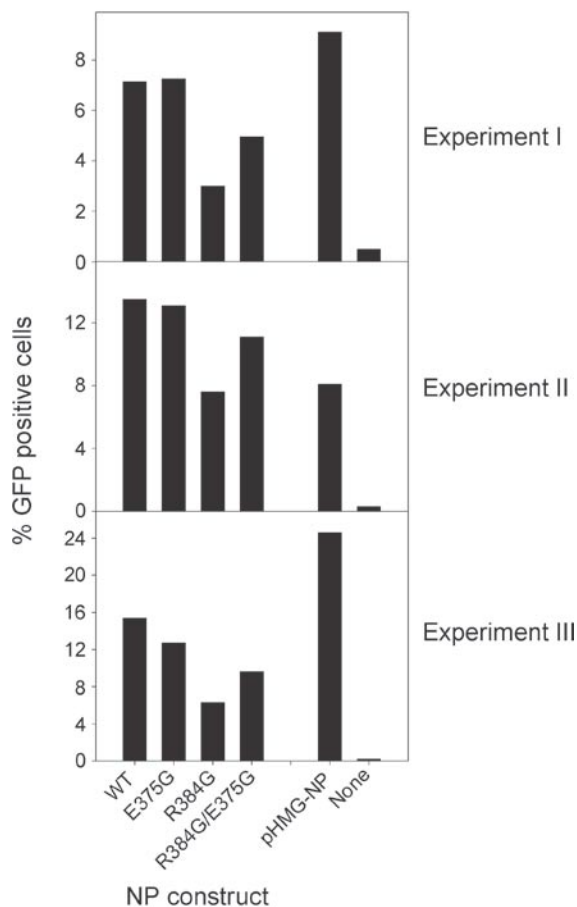 8
6
4
2
0
Experiment I
12
8
4
0
Experiment II
24
20
16
12
8
4
0
Experiment III
% GFP positive cells
WT
E375G
R384G
R384G/E375G
pHMG-NP
None
NP construct